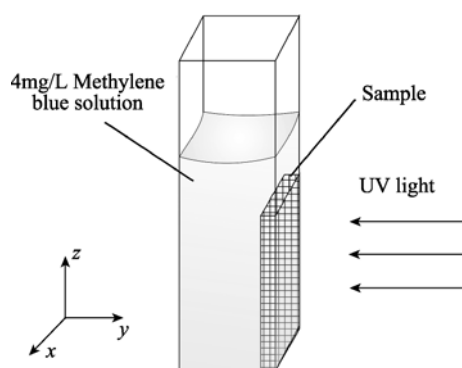 4mg/L Methylene
blue solution
Sample
UV light
z
y
x